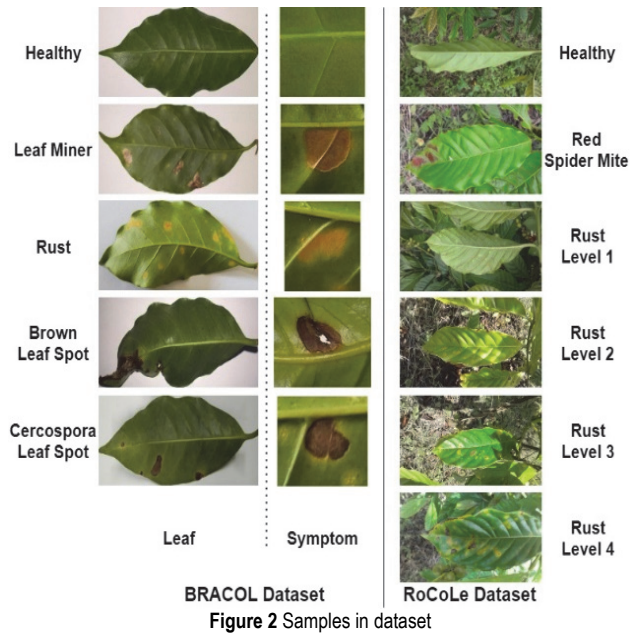 Healthy
Leaf Miner
Rust
Brown
Leaf Spot
Cercospora
Leaf Spot
Leaf
Symptom
BRACOL Dataset
Healthy
Red
Spider Mite
Rust
Level 1
Rust
Level 2
Rust
Level 3
Rust
Level 4
RoCoLe Dataset
Figure 2 Samples in dataset